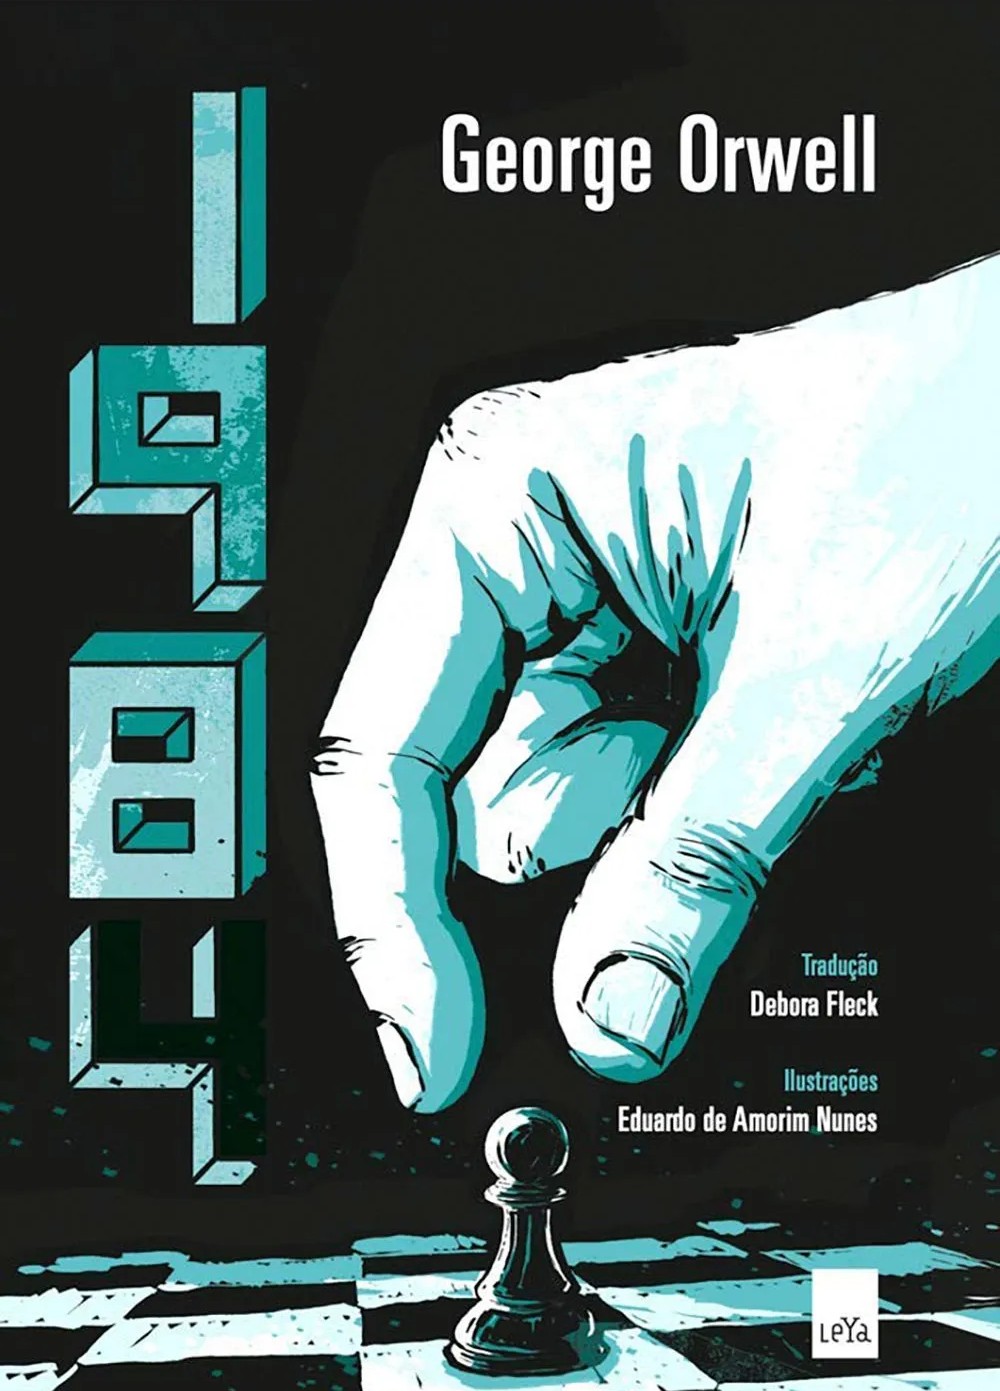 George Orwell
1984
Tradução
Debora Fleck
Ilustrações
Eduardo de Amorim Nunes
LeYa